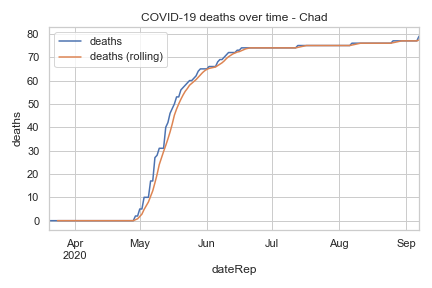 COVID-19 deaths over time - Chad
deaths
deaths (rolling)
deaths
80
70
60
50
40
30
20
10
0
Apr
2020
May
Jun
Jul
Aug
Sep
dateRep